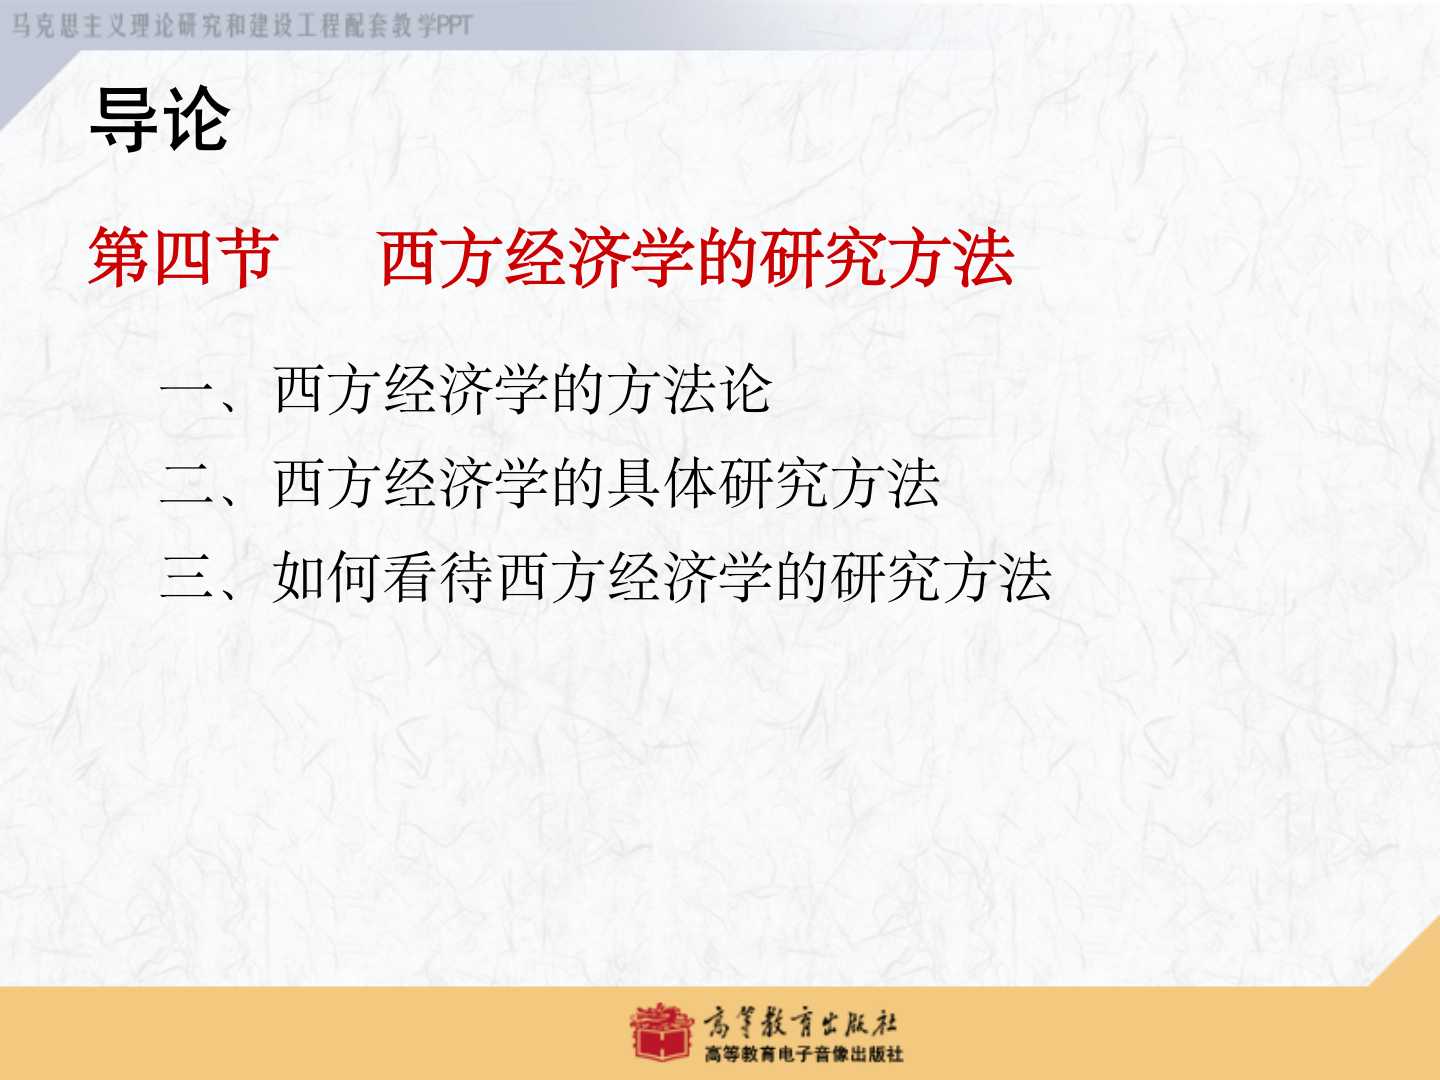 马克思主义理论研究和建设工程配套教学PPT
导论
第四节 西方经济学的研究方法
一、西方经济学的方法论
二、西方经济学的具体研究方法
三、如何看待西方经济学的研究方法
高等教育出版社
高等教育电子音像出版社